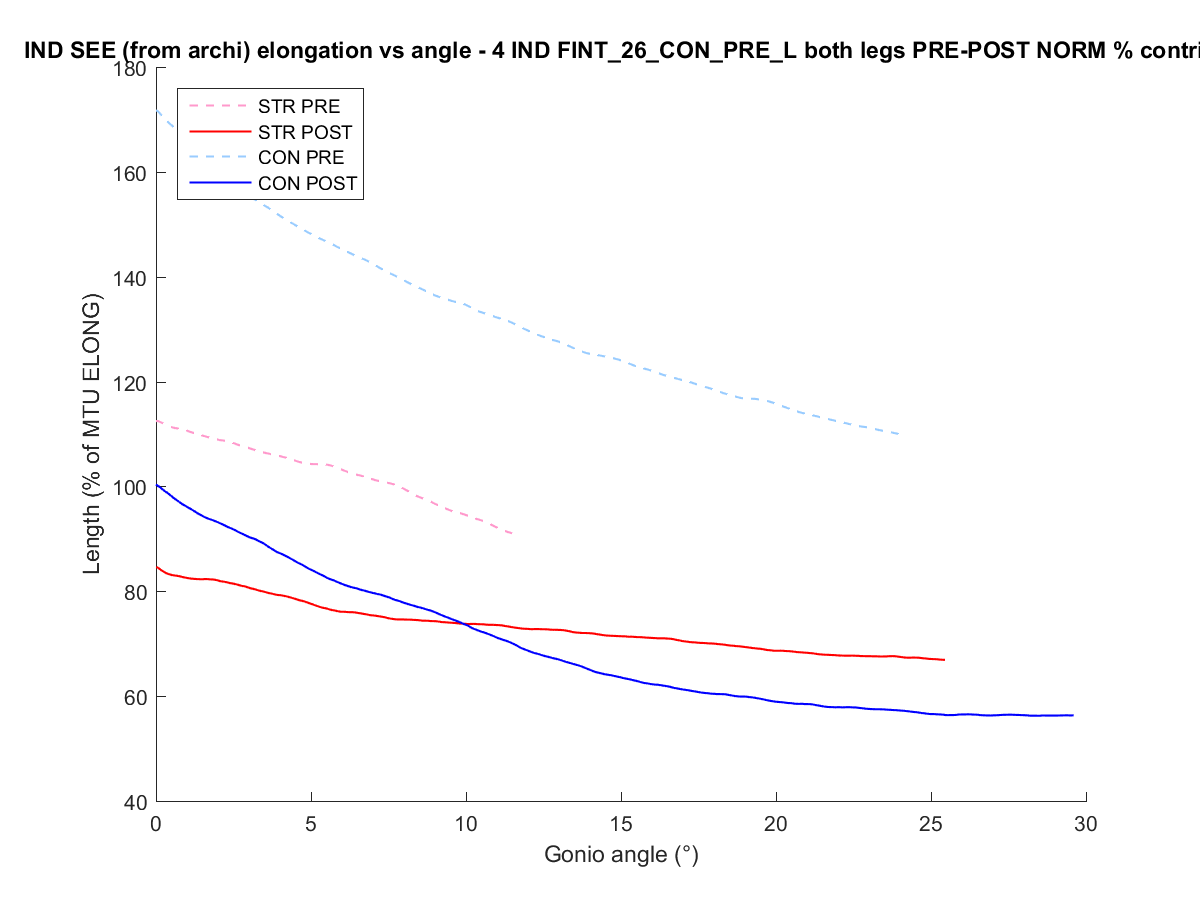 IND SEE (from archi) elongation vs angle - 4 IND FINT_26_CON_PRE_L both legs PRE-POST NORM % contri
180
160
140
120
100
80
60
40
Length (% of MTU ELONG)
STR PRE
STR POST
CON PRE
CON POST
0 5 10 15 20 25 30
Gonio angle (°)